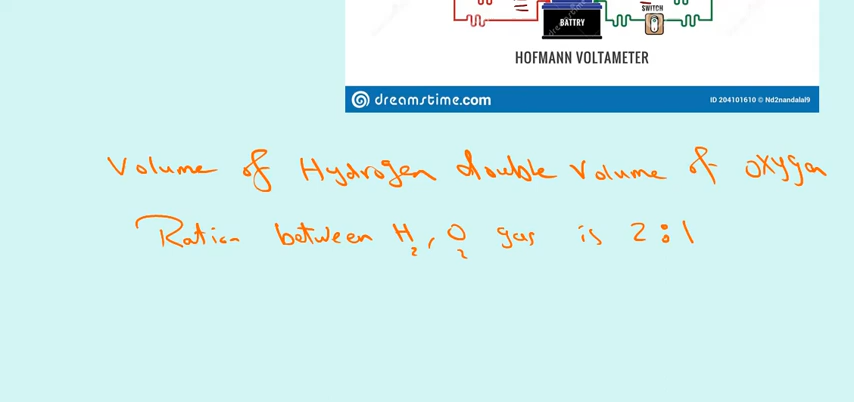 BATTRY
SWITCH
HOFMANN VOLTAMETER
dreamstime.com
ID 204101610 © Nd2nandalal9
Volume of Hydrogen double Volume of oxygen
Ration between H₂, O₂ gas is 2:1